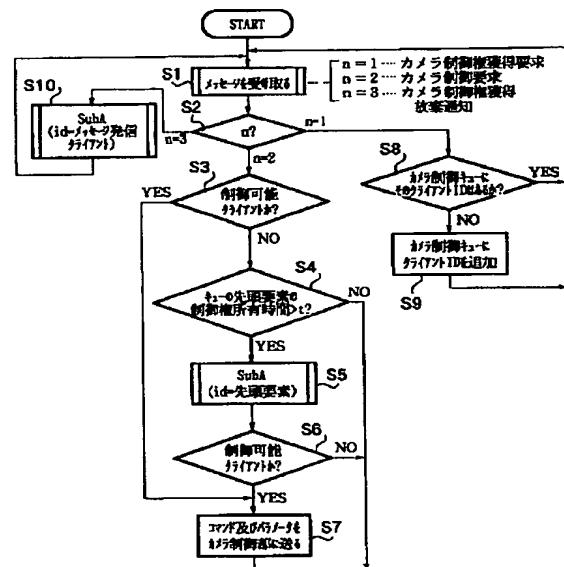 START
S1
メッセージを受け取る
n=1 … カメラ制御権獲得要求
n=2 … カメラ制御要求
n=3 … カメラ制御権獲得
放棄通知
S10
SubA
(id=メッセージ発信
クライアント)
S2
n?
n=1
n=3
n=2
S3
YES
制御可能
クライアントか?
NO
S8
カメラ制御キューに
そのクライアントIDはあるか?
YES
NO
カメラ制御キューに
クライアントIDを追加
S9
S4
キューの先頭要素の
制御権所有時間>t?
NO
YES
SubA
(id=先頭要素)
S5
S6
制御可能
クライアントか?
NO
YES
コマンド及びパラメータを
カメラ制御部に送る
S7